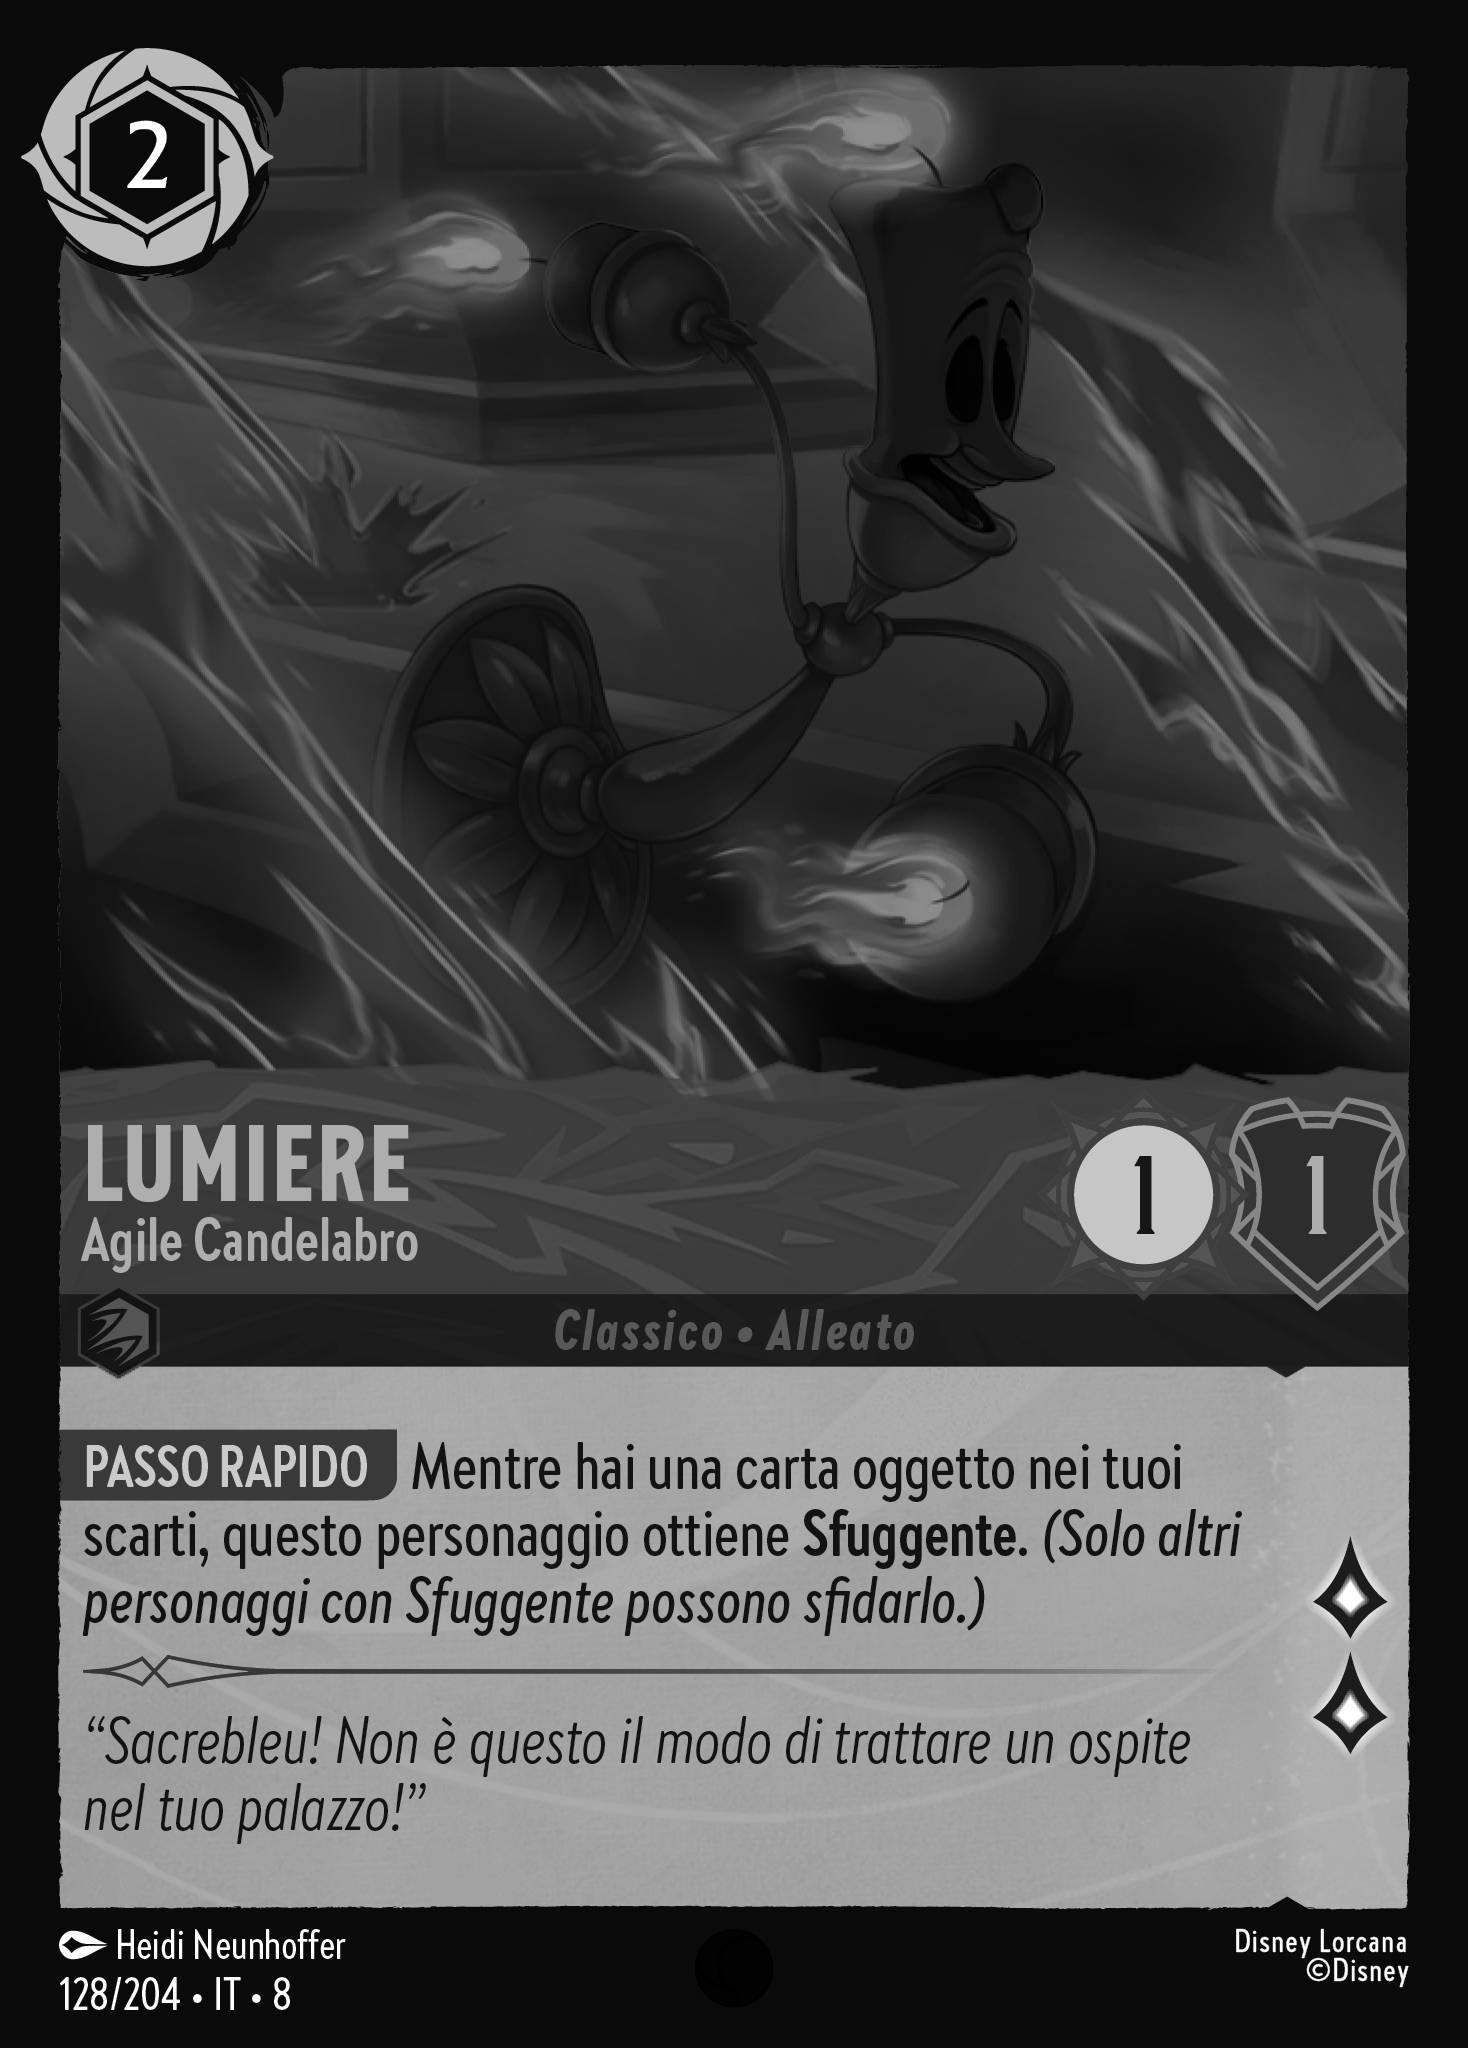 2
LUMIERE
Agile Candelabro
1 1
Classico • Alleato
PASSO RAPIDO Mentre hai una carta oggetto nei tuoi
scarti, questo personaggio ottiene Sfuggente. (Solo altri
personaggi con Sfuggente possono sfidarlo.)
“Sacrebleu! Non è questo il modo di trattare un ospite
nel tuo palazzo!”
Heidi Neunhoffer
128/204 • IT • 8
Disney Lorcana
©Disney